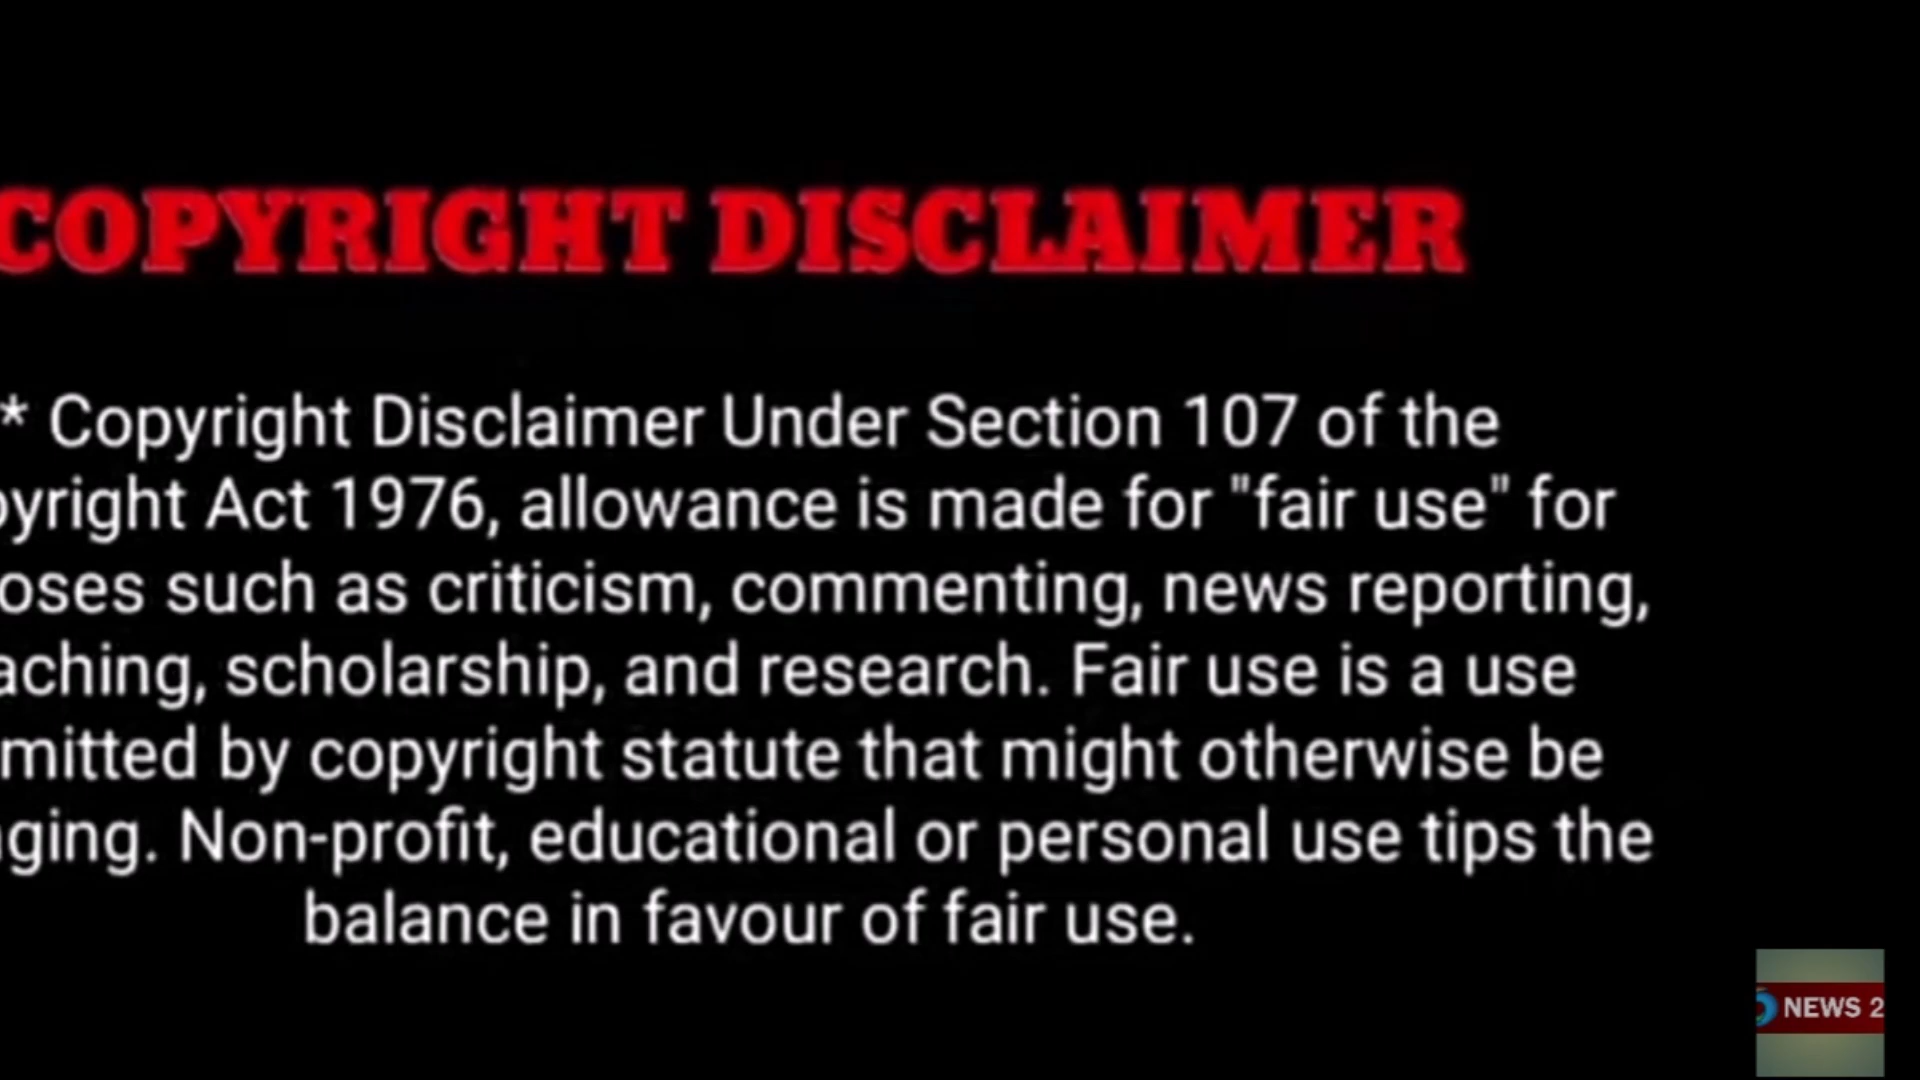 COPYRIGHT DISCLAIMER
* Copyright Disclaimer Under Section 107 of the
pyright Act 1976, allowance is made for "fair use" for
oses such as criticism, commenting, news reporting,
aching, scholarship, and research. Fair use is a use
mitted by copyright statute that might otherwise be
ging. Non-profit, educational or personal use tips the
balance in favour of fair use.
NEWS 2